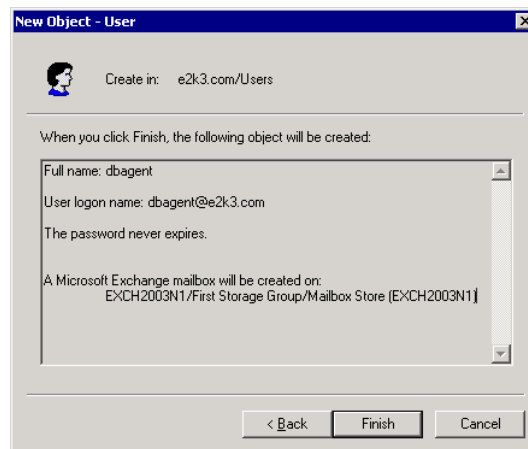 New Object - User
Create in: e2k3.com/Users
When you click Finish, the following object will be created:
Full name: dbagent
User logon name: dbagent@e2k3.com
The password never expires.
A Microsoft Exchange mailbox will be created on:
EXCH2003N1/First Storage Group/Mailbox Store (EXCH2003N1)
< Back Finish Cancel